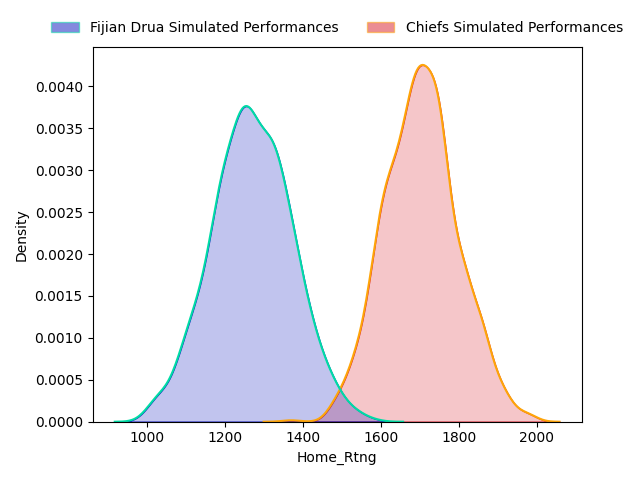 Fijian Drua Simulated Performances
Chiefs Simulated Performances
Density
0.0040
0.0035
0.0030
0.0025
0.0020
0.0015
0.0010
0.0005
0.0000
1000 1200 1400 1600 1800 2000
Home_Rtng